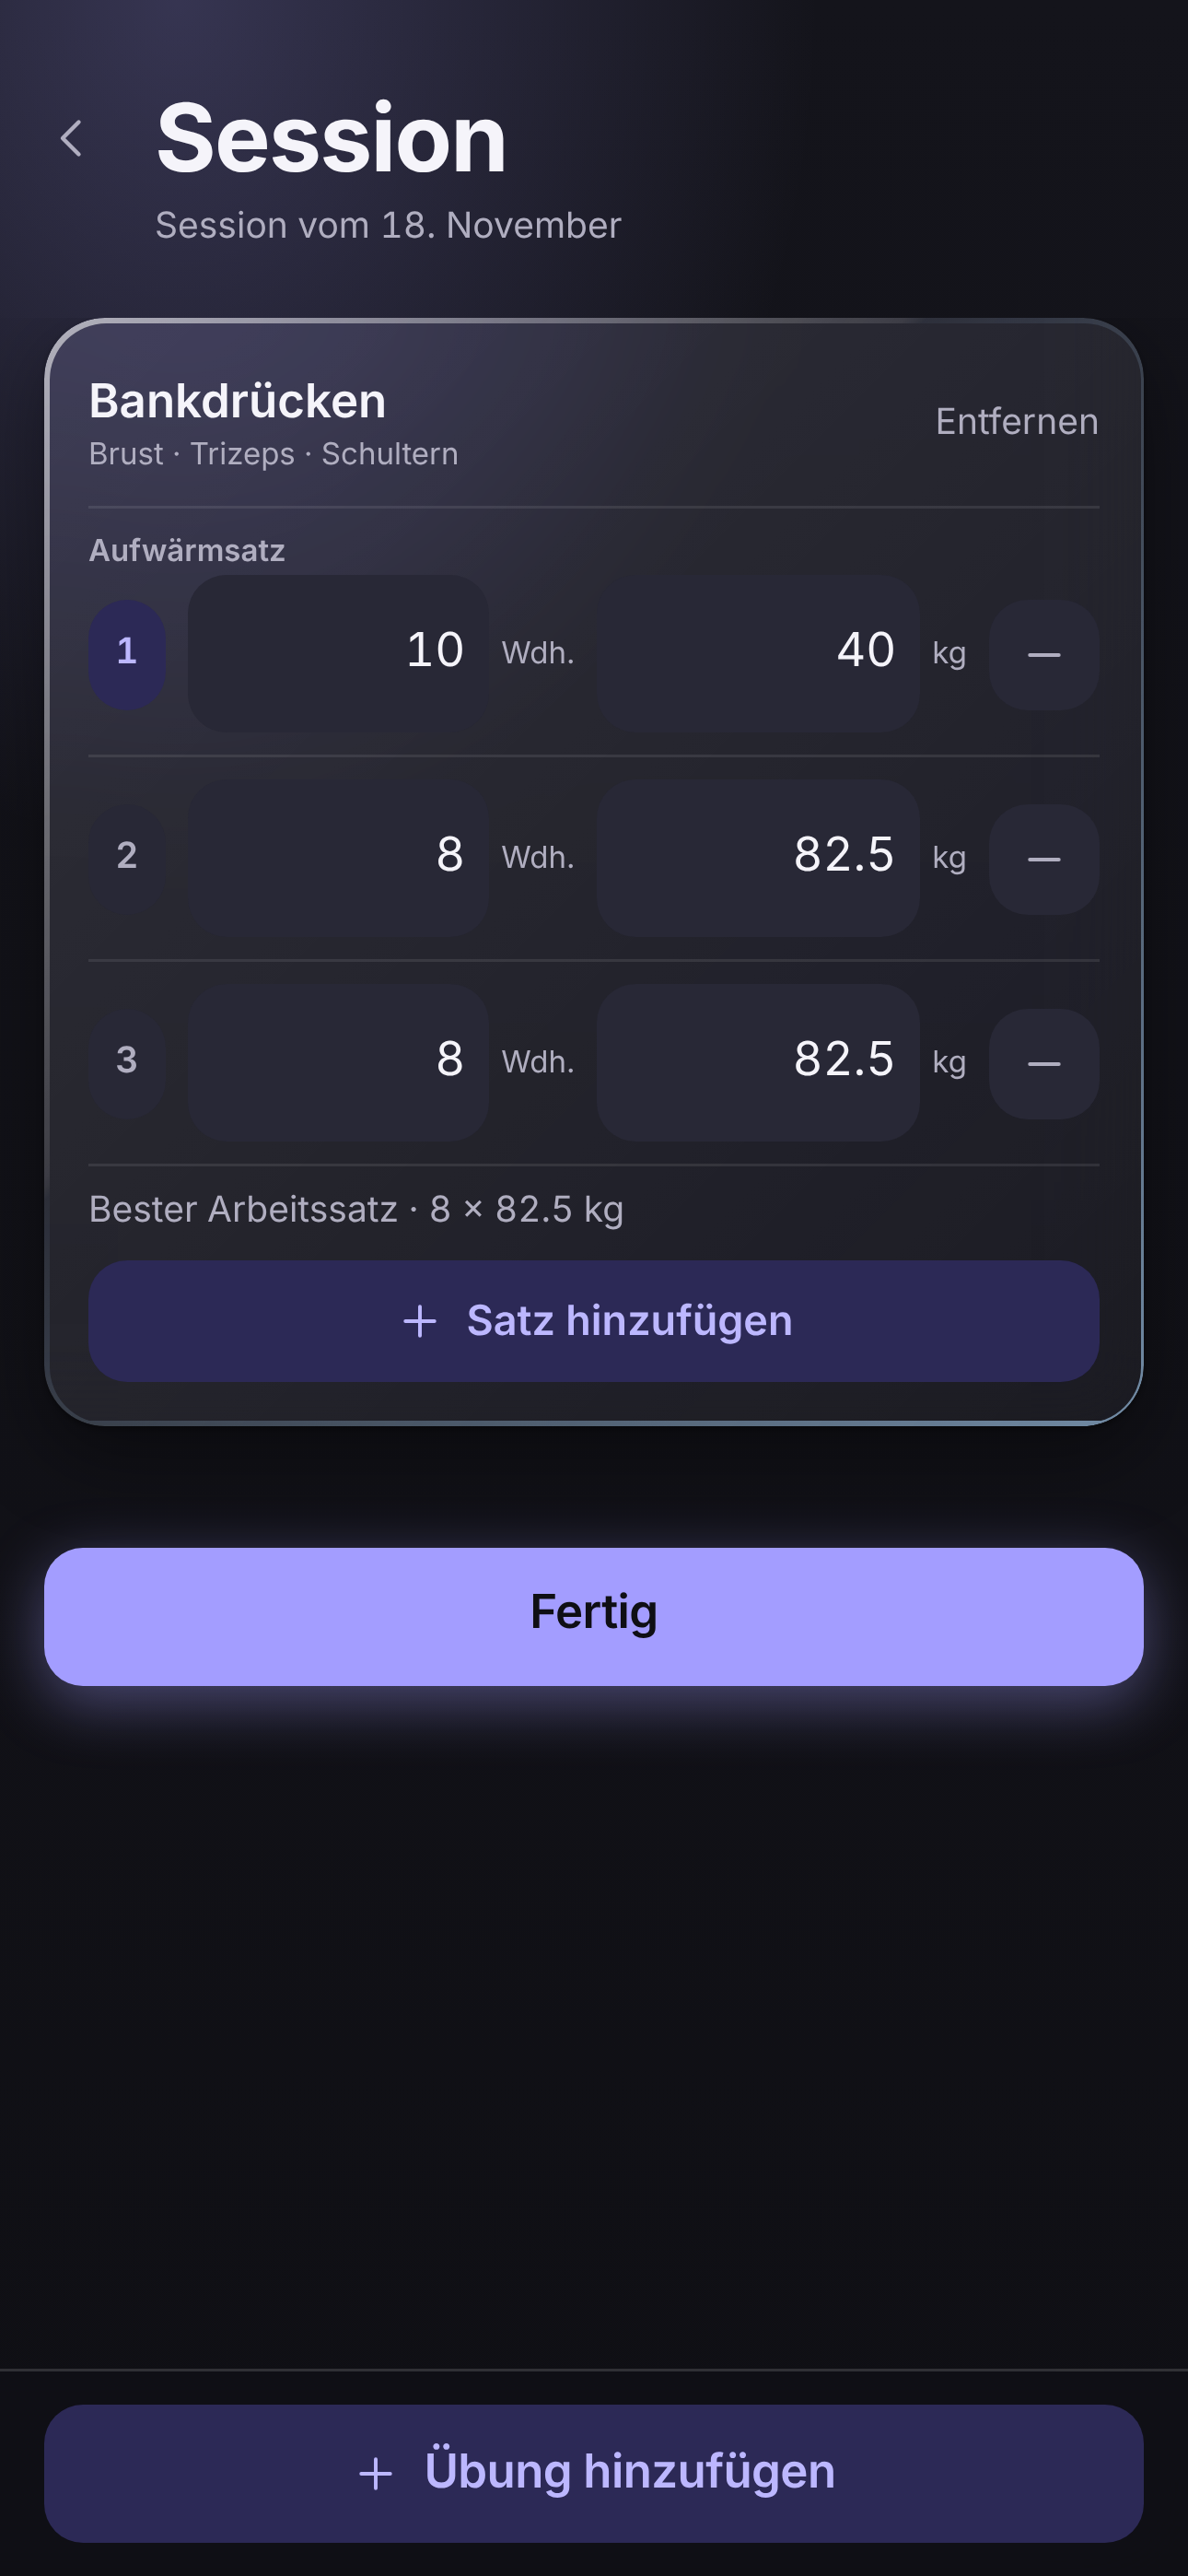 Session
Session vom 18. November
Bankdrücken
Entfernen
Brust · Trizeps · Schultern
Aufwärmsatz
1 10 Wdh. 40 kg —
2 8 Wdh. 82.5 kg —
3 8 Wdh. 82.5 kg —
Bester Arbeitssatz · 8 × 82.5 kg
+ Satz hinzufügen
Fertig
+ Übung hinzufügen